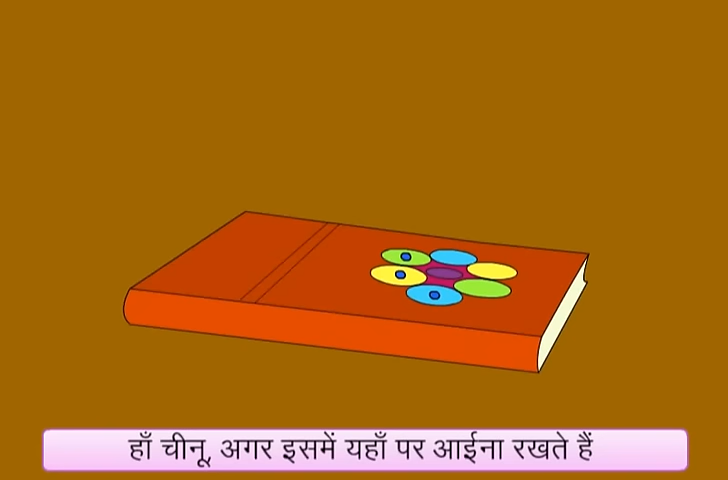 हाँ चीनू, अगर इसमें यहाँ पर आईना रखते हैं